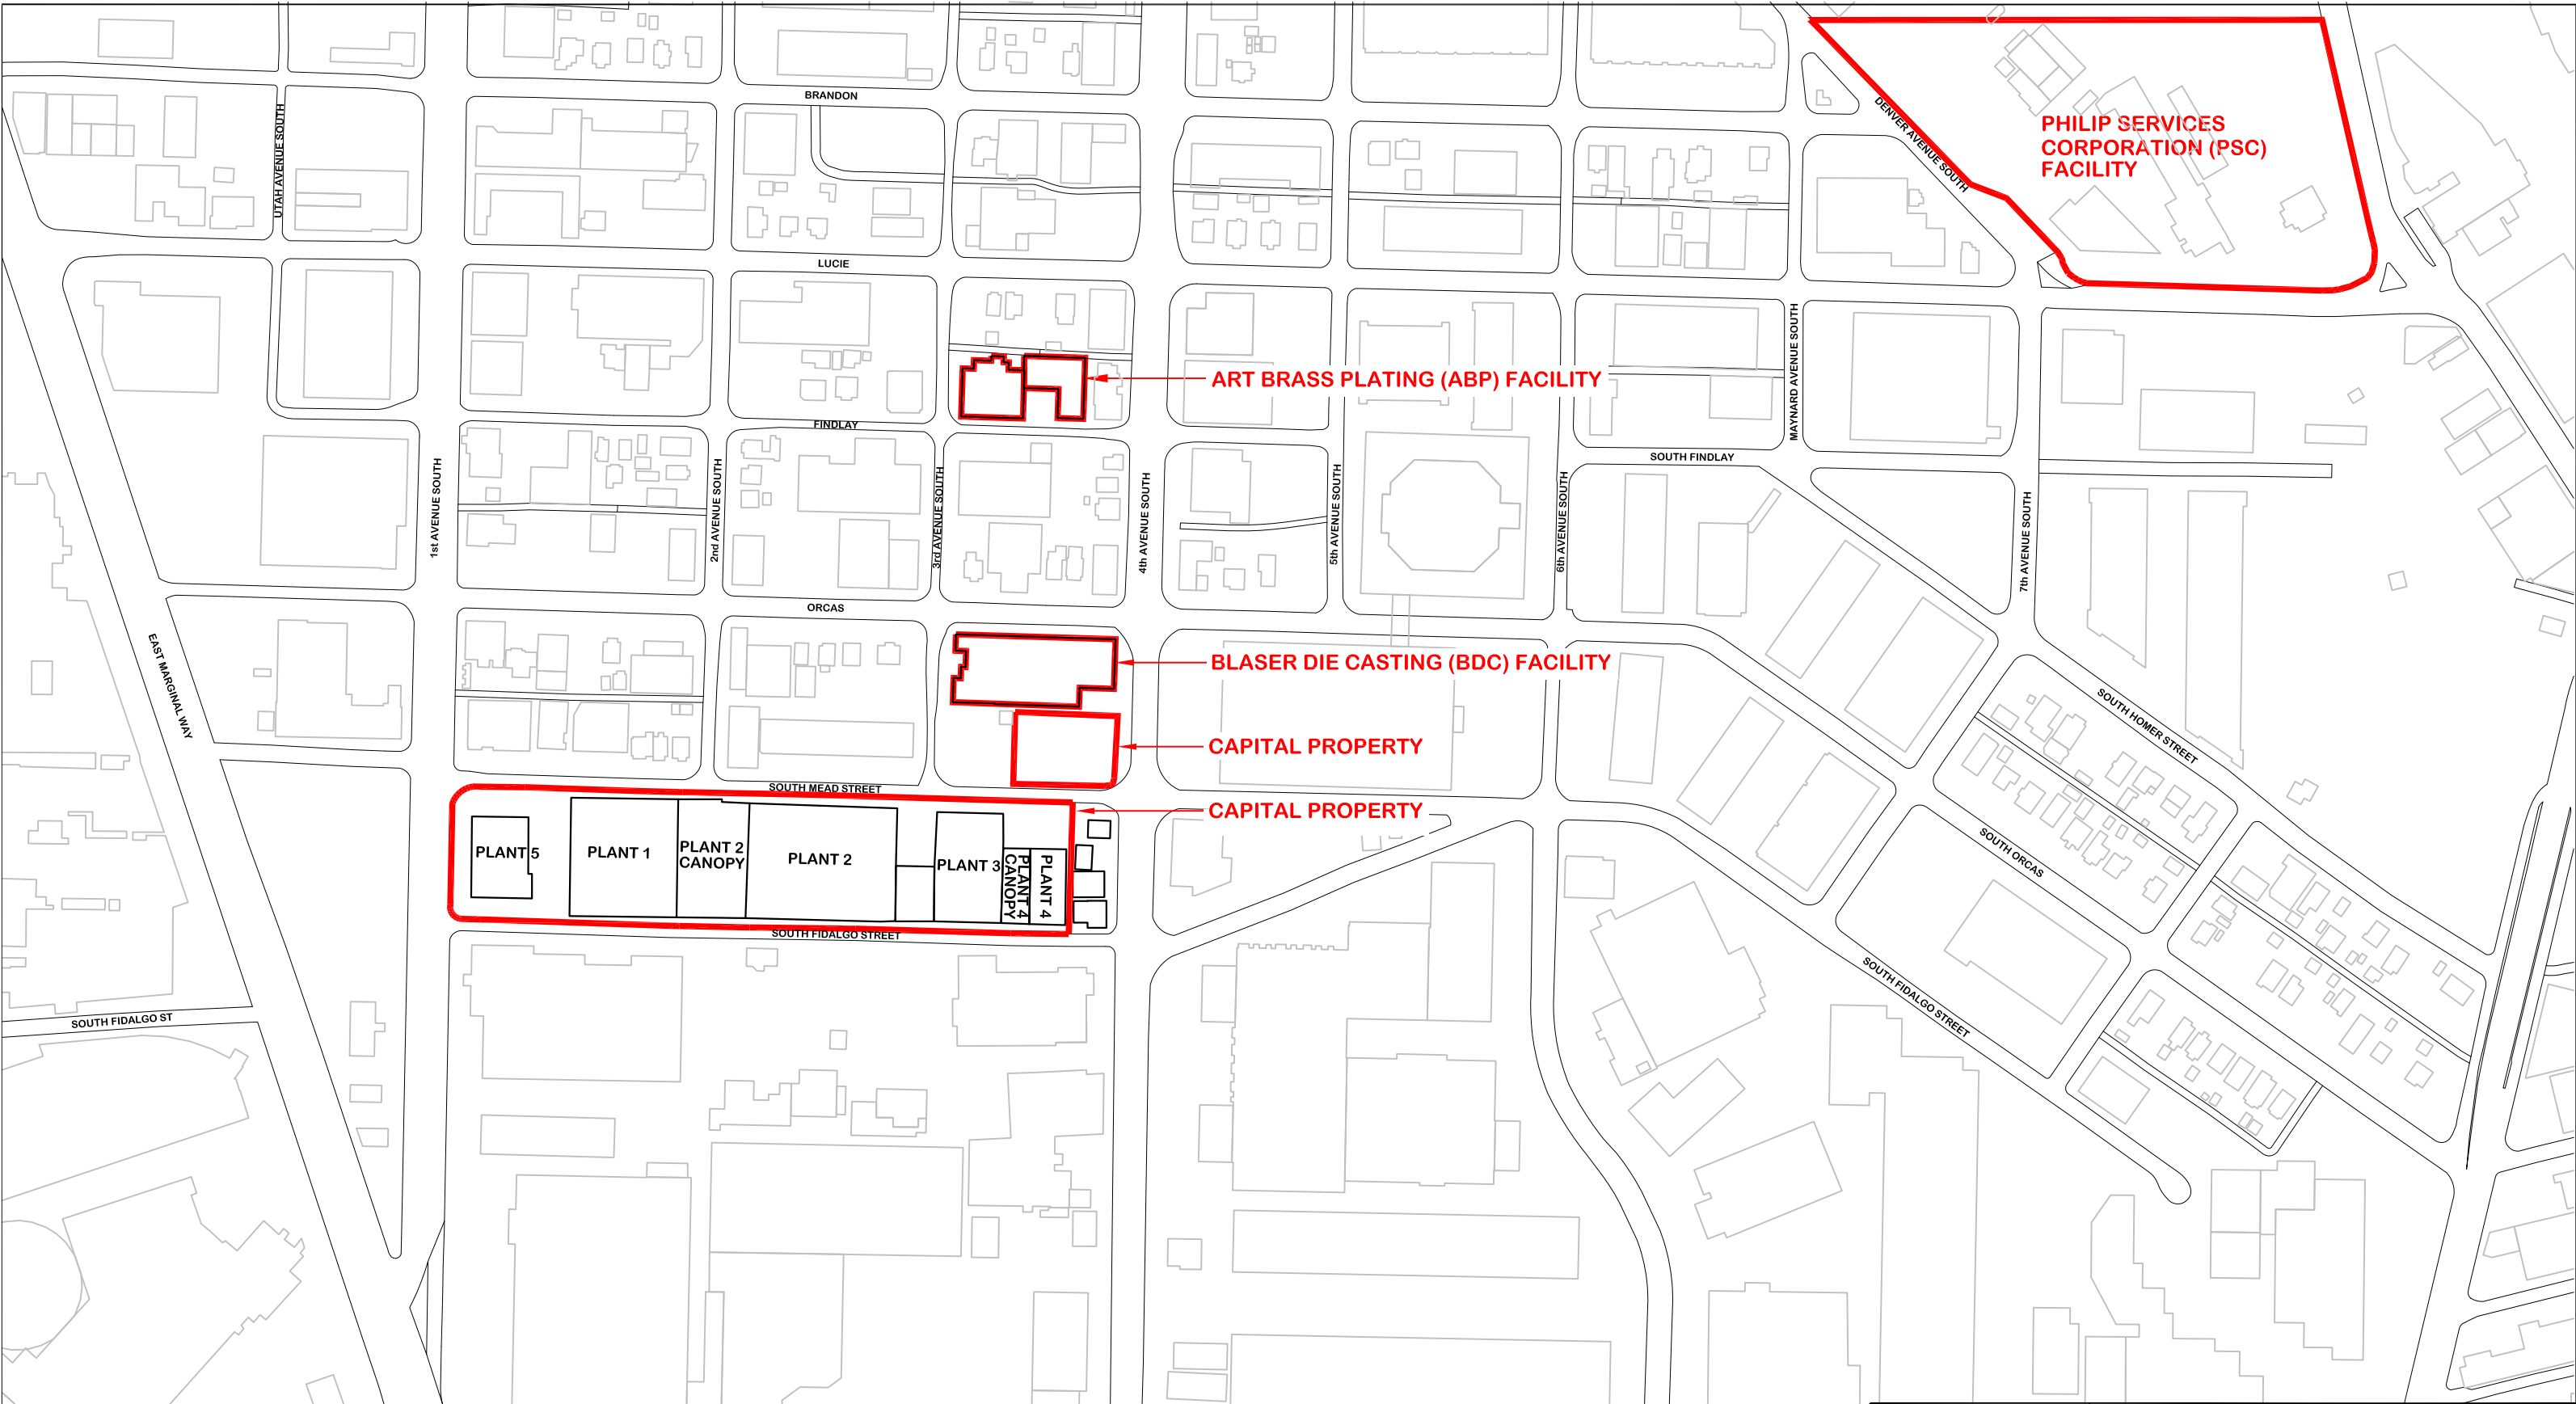 BRANDON
DENVER AVENUE SOUTH
PHILIP SERVICES
CORPORATION (PSC)
FACILITY
UTAH AVENUE SOUTH
LUCIE
ART BRASS PLATING (ABP) FACILITY
MAYNARD AVENUE SOUTH
FINDLAY
SOUTH FINDLAY
1st AVENUE SOUTH
2nd AVENUE SOUTH
3rd AVENUE SOUTH
4th AVENUE SOUTH
5th AVENUE SOUTH
6th AVENUE SOUTH
7th AVENUE SOUTH
ORCAS
EAST MARGINAL WAY
BLASER DIE CASTING (BDC) FACILITY
SOUTH HOMER STREET
CAPITAL PROPERTY
SOUTH MEAD STREET
CAPITAL PROPERTY
PLANT 5
PLANT 1
PLANT 2
CANOPY
PLANT 2
PLANT 3
PLANT 4
CANOPY
PLANT 4
SOUTH ORCAS
SOUTH FIDALGO STREET
SOUTH FIDALGO STREET
SOUTH FIDALGO ST